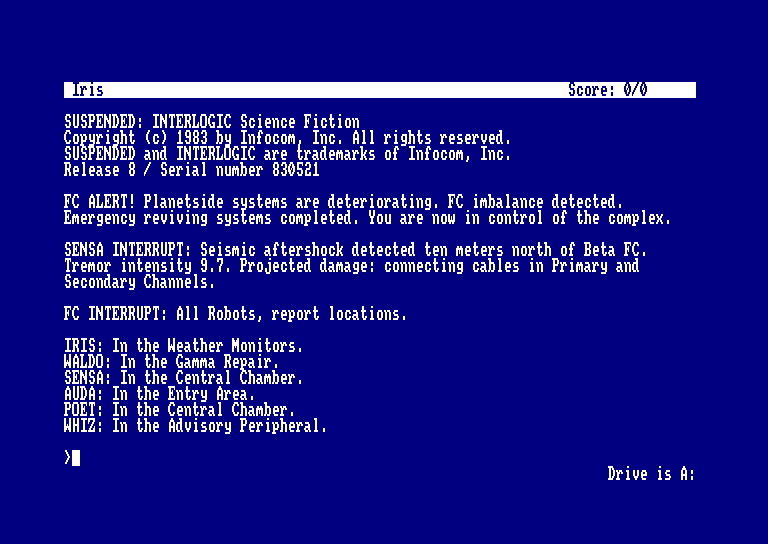 Iris Score: 0/0
SUSPENDED: INTERLOGIC Science Fiction
Copyright (c) 1983 by Infocom, Inc. All rights reserved.
SUSPENDED and INTERLOGIC are trademarks of Infocom, Inc.
Release 8 / Serial number 830521
FC ALERT! Planetside systems are deteriorating. FC imbalance detected.
Emergency reviving systems completed. You are now in control of the complex.
SENSA INTERRUPT: Seismic aftershock detected ten meters north of Beta FC.
Tremor intensity 9.7. Projected damage: connecting cables in Primary and
Secondary Channels.
FC INTERRUPT: All Robots, report locations.
IRIS: In the Weather Monitors.
WALDO: In the Gamma Repair.
SENSA: In the Central Chamber.
AUDA: In the Entry Area.
POET: In the Central Chamber.
WHIZ: In the Advisory Peripheral.
>
Drive is A: